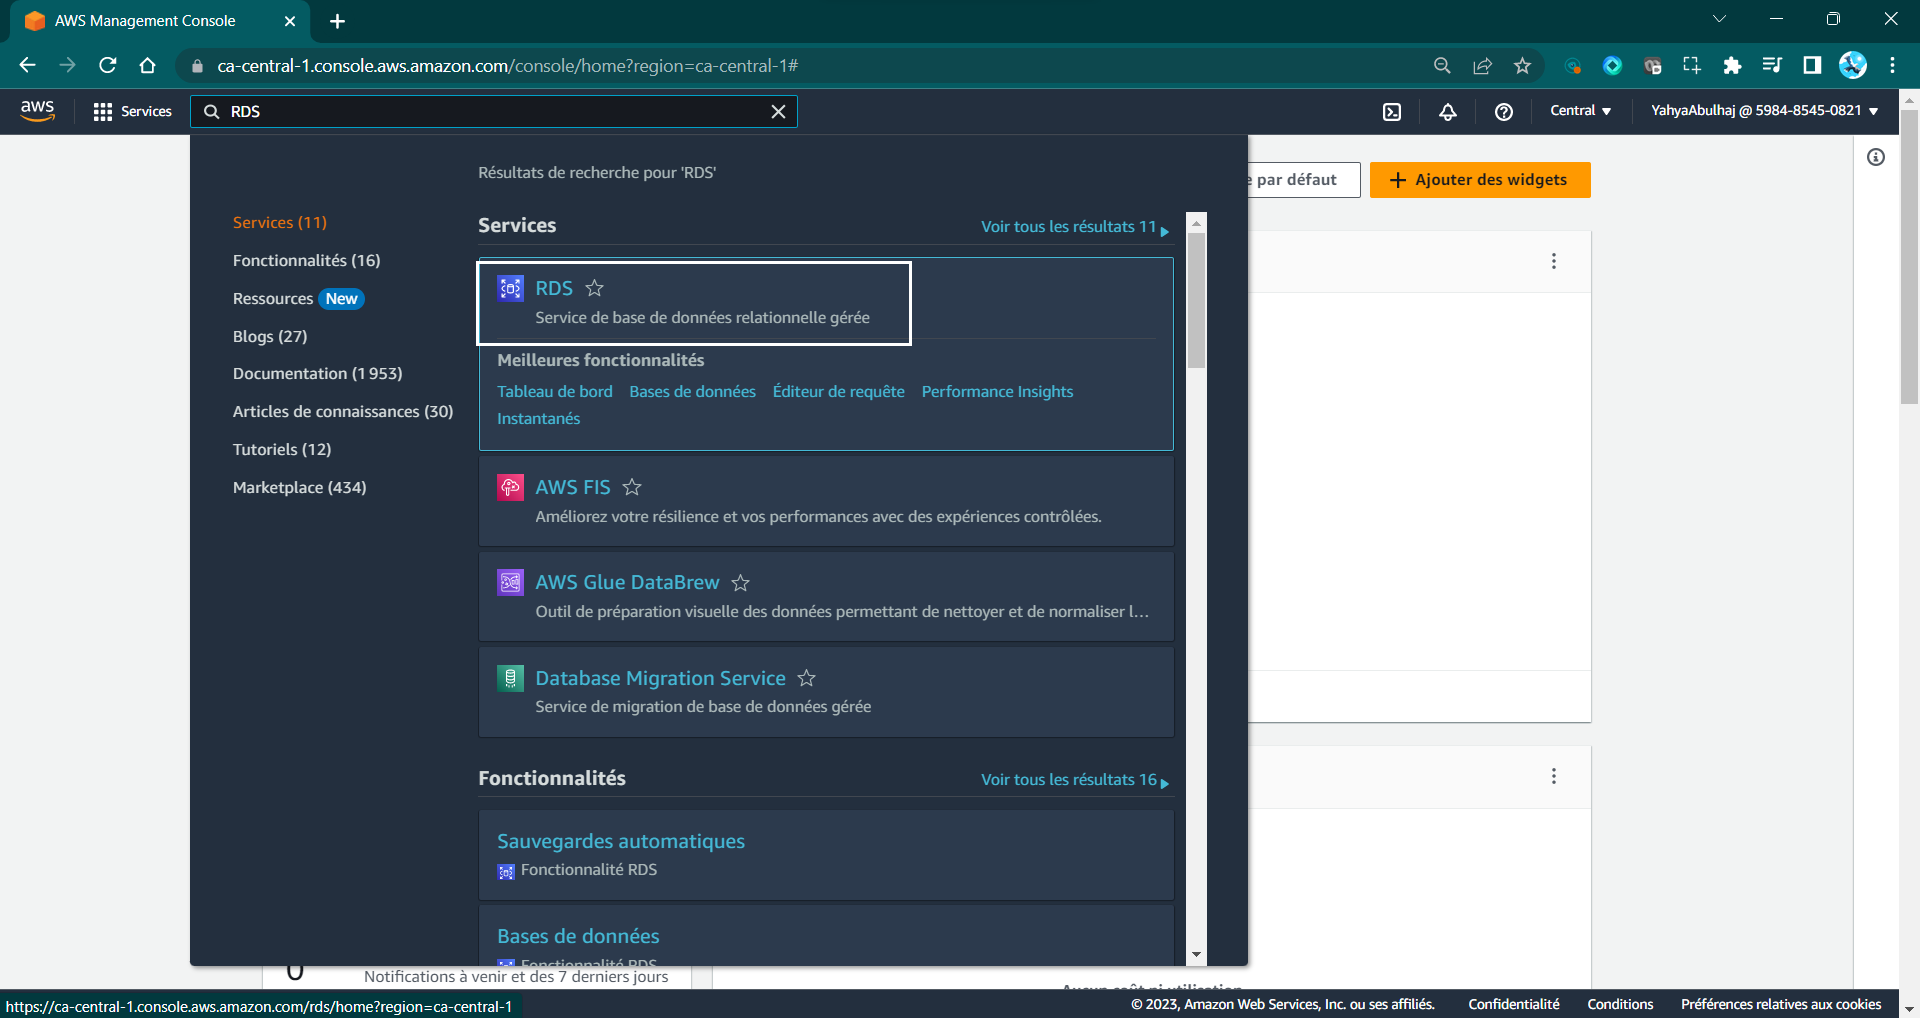 AWS Management Console
ca-central-1.console.aws.amazon.com/console/home?region=ca-central-1#
aws
Services
RDS
Central
YahyaAbulhaj @ 5984-8545-0821
Résultats de recherche pour 'RDS'
e par défaut
Ajouter des widgets
Services (11)
Fonctionnalités (16)
Ressources New
Blogs (27)
Documentation (1 953)
Articles de connaissances (30)
Tutoriels (12)
Marketplace (434)
Services
Voir tous les résultats 11
RDS
Service de base de données relationnelle gérée
Meilleures fonctionnalités
Tableau de bord Bases de données Éditeur de requête Performance Insights
Instantanés
AWS FIS
Améliorez votre résilience et vos performances avec des expériences contrôlées.
AWS Glue DataBrew
Outil de préparation visuelle des données permettant de nettoyer et de normaliser l...
Database Migration Service
Service de migration de base de données gérée
Fonctionnalités
Voir tous les résultats 16
Sauvegardes automatiques
Fonctionnalité RDS
Bases de données
Fonctionnalité RDS
0
Notifications à venir et des 7 derniers jours
https://ca-central-1.console.aws.amazon.com/rds/home?region=ca-central-1
© 2023, Amazon Web Services, Inc. ou ses affiliés.
Confidentialité
Conditions
Préférences relatives aux cookies